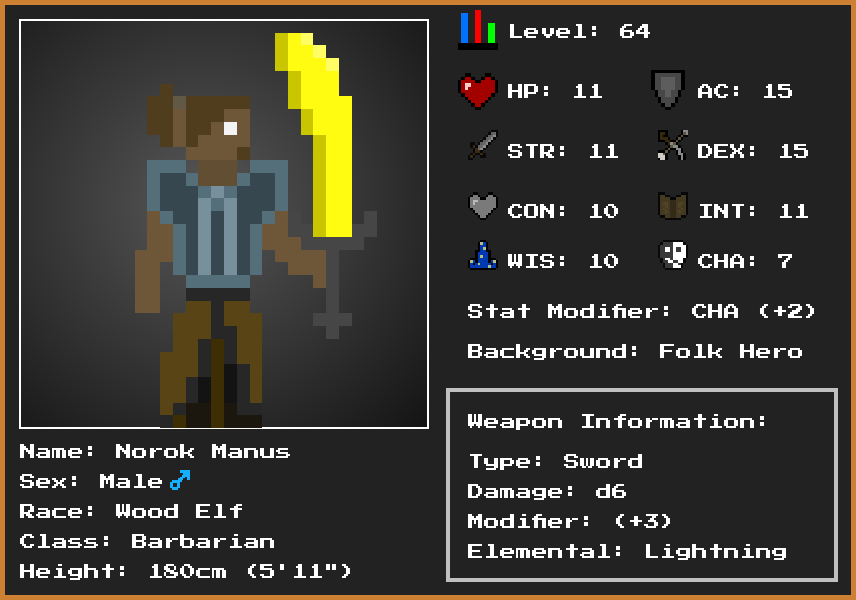 Level: 64
HP: 11 AC: 15
STR: 11 DEX: 15
CON: 10 INT: 11
WIS: 10 CHA: 7
Stat Modifier: CHA (+2)
Background: Folk Hero
Weapon Information:
Type: Sword
Damage: d6
Modifier: (+3)
Elemental: Lightning
Name: Norok Manus
Sex: Male♂
Race: Wood Elf
Class: Barbarian
Height: 180cm (5'11")